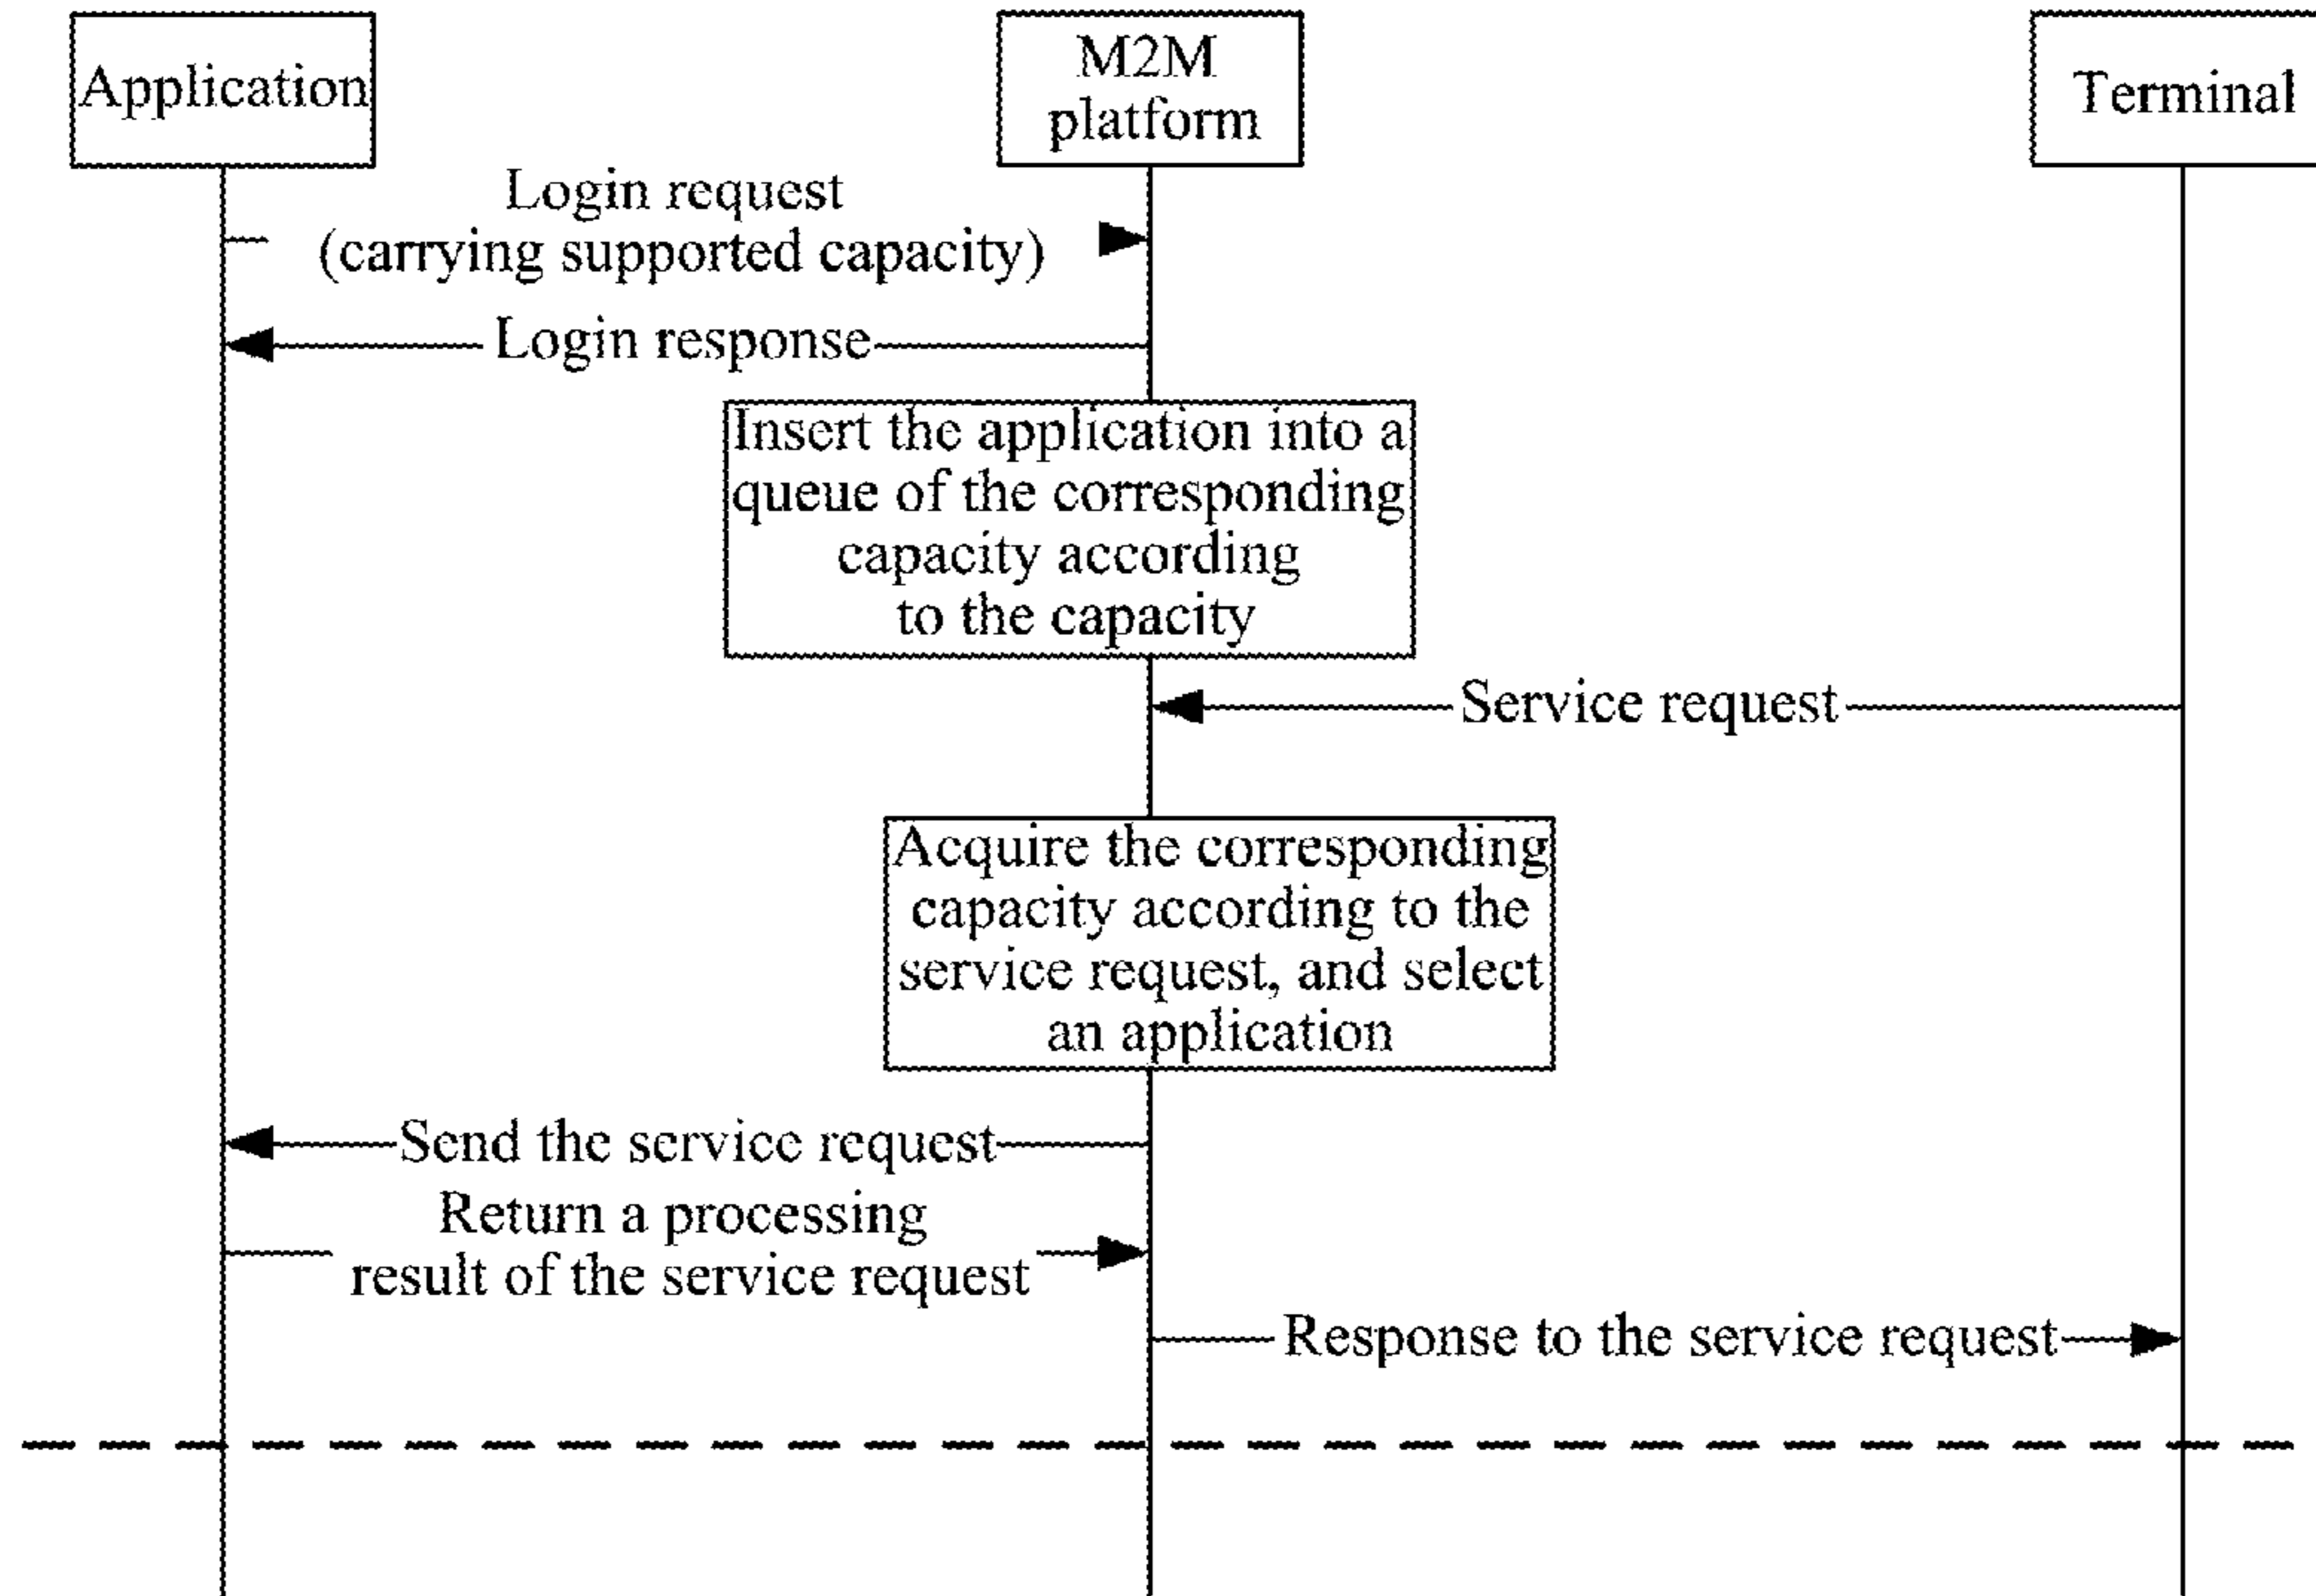 Application
M2M
platform
Terminal
Login request
(carrying supported capacity)
Login response
Insert the application into a
queue of the corresponding
capacity according
to the capacity
Service request
Acquire the corresponding
capacity according to the
service request, and select
an application
Send the service request
Return a processing
result of the service request
Response to the service request